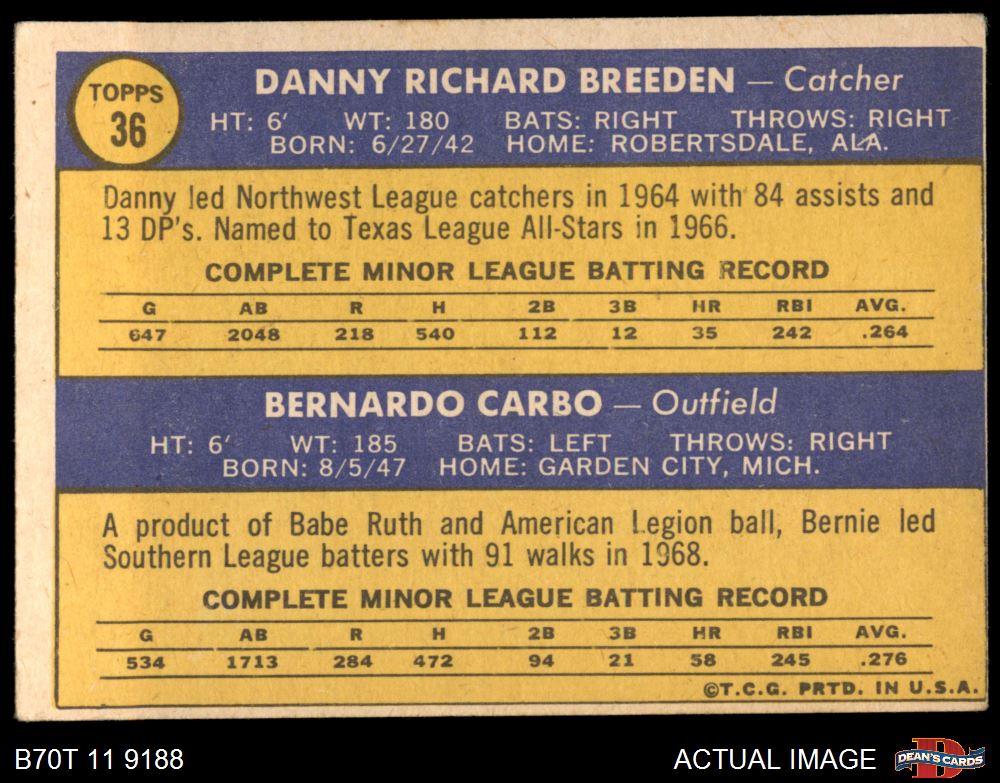 TOPPS
36
DANNY RICHARD BREEDEN — Catcher
HT: 6' WT: 180 BATS: RIGHT THROWS: RIGHT
BORN: 6/27/42 HOME: ROBERTSDALE, ALA.
Danny led Northwest League catchers in 1964 with 84 assists and
13 DP's. Named to Texas League All-Stars in 1966.
COMPLETE MINOR LEAGUE BATTING RECORD
G AB R H 2B 3B HR RBI AVG.
647 2048 218 540 112 12 35 242 .264
BERNARDO CARBO — Outfield
HT: 6' WT: 185 BATS: LEFT THROWS: RIGHT
BORN: 8/5/47 HOME: GARDEN CITY, MICH.
A product of Babe Ruth and American Legion ball, Bernie led
Southern League batters with 91 walks in 1968.
COMPLETE MINOR LEAGUE BATTING RECORD
G AB R H 2B 3B HR RBI AVG.
534 1713 284 472 94 21 58 245 .276
©T.C.G. PRTD. IN U.S.A.
B70T 11 9188
ACTUAL IMAGE
D
DEAN'S CARDS